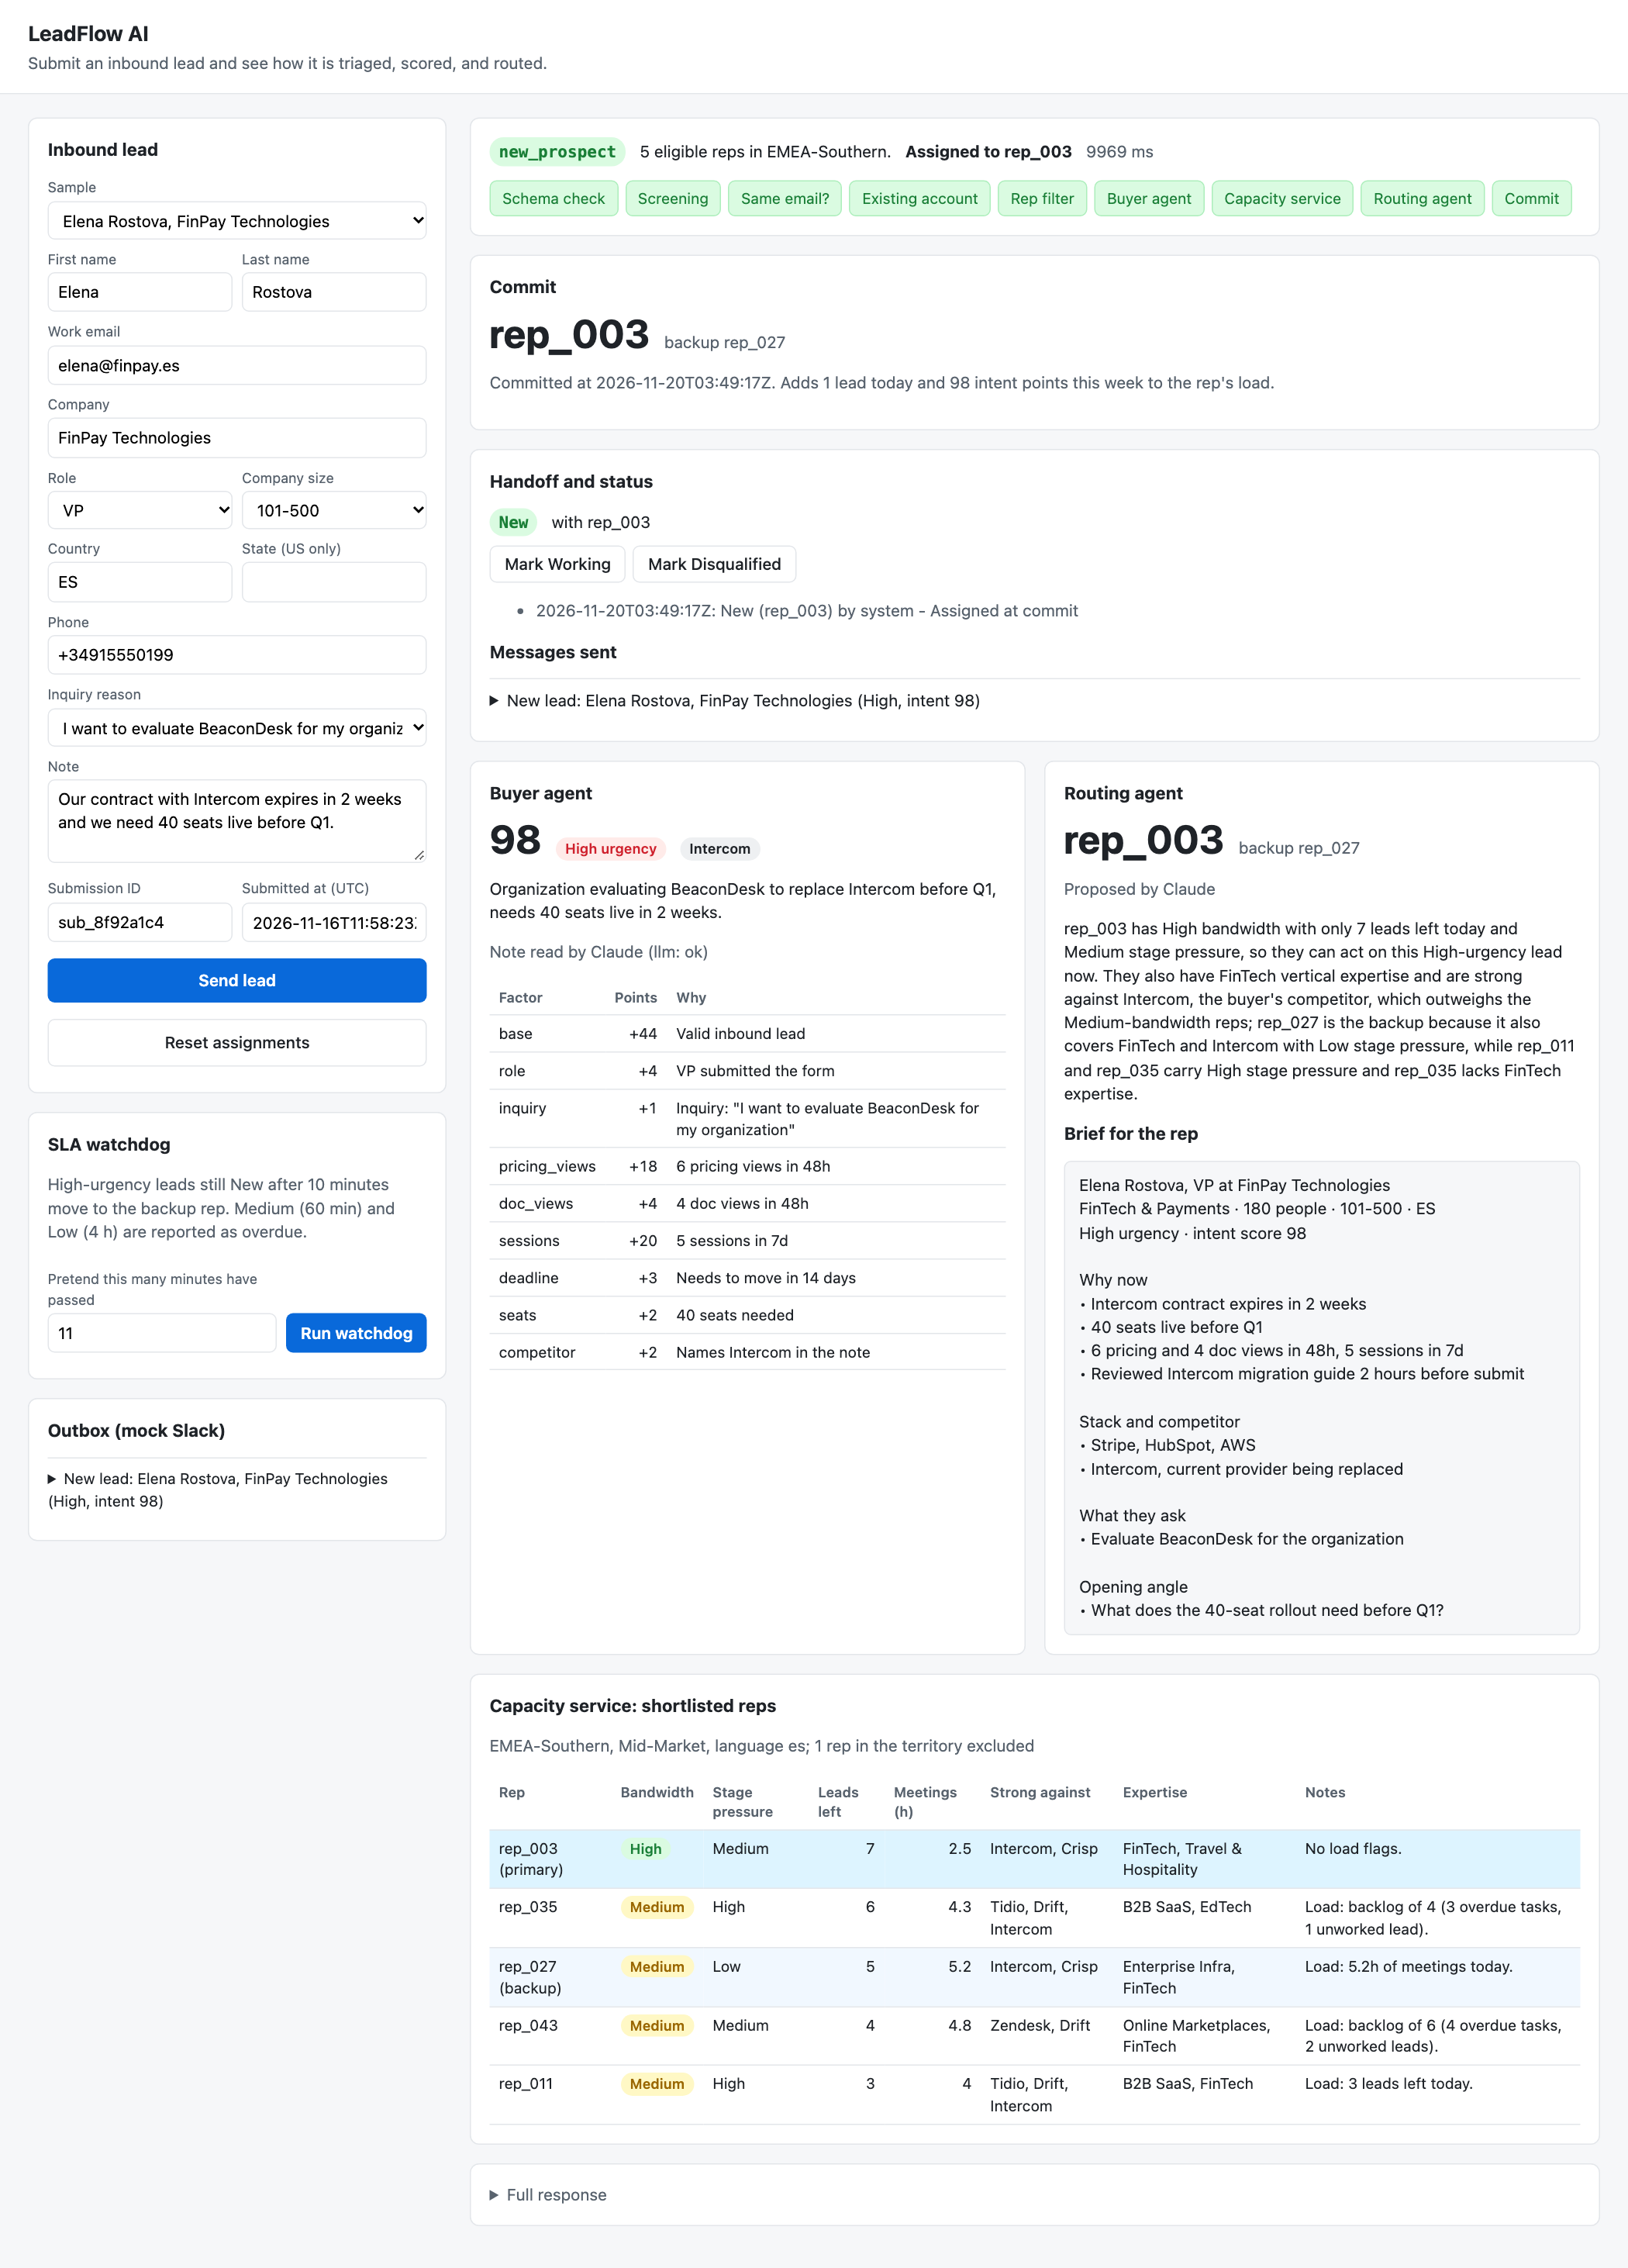 LeadFlow AI
Submit an inbound lead and see how it is triaged, scored, and routed.
Inbound lead
Sample
Elena Rostova, FinPay Technologies
First name
Last name
Elena
Rostova
Work email
elena@finpay.es
Company
FinPay Technologies
Role
Company size
VP
101-500
Country
State (US only)
ES
Phone
+34915550199
Inquiry reason
I want to evaluate BeaconDesk for my organiz
Note
Our contract with Intercom expires in 2 weeks
and we need 40 seats live before Q1.
Submission ID
Submitted at (UTC)
sub_8f92a1c4
2026-11-16T11:58:23
Send lead
Reset assignments
SLA watchdog
High-urgency leads still New after 10 minutes
move to the backup rep. Medium (60 min) and
Low (4 h) are reported as overdue.
Pretend this many minutes have
passed
11
Run watchdog
Outbox (mock Slack)
▶ New lead: Elena Rostova, FinPay Technologies
(High, intent 98)
new_prospect 5 eligible reps in EMEA-Southern. Assigned to rep_003 9969 ms
Schema check Screening Same email? Existing account Rep filter Buyer agent Capacity service Routing agent Commit
Commit
rep_003 backup rep_027
Committed at 2026-11-20T03:49:17Z. Adds 1 lead today and 98 intent points this week to the rep's load.
Handoff and status
New with rep_003
Mark Working Mark Disqualified
• 2026-11-20T03:49:17Z: New (rep_003) by system - Assigned at commit
Messages sent
▶ New lead: Elena Rostova, FinPay Technologies (High, intent 98)
Buyer agent
98 High urgency Intercom
Organization evaluating BeaconDesk to replace Intercom before Q1,
needs 40 seats live in 2 weeks.
Note read by Claude (llm: ok)
Factor Points Why
base +44 Valid inbound lead
role +4 VP submitted the form
inquiry +1 Inquiry: "I want to evaluate BeaconDesk for
my organization"
pricing_views +18 6 pricing views in 48h
doc_views +4 4 doc views in 48h
sessions +20 5 sessions in 7d
deadline +3 Needs to move in 14 days
seats +2 40 seats needed
competitor +2 Names Intercom in the note
Routing agent
rep_003 backup rep_027
Proposed by Claude
rep_003 has High bandwidth with only 7 leads left today and
Medium stage pressure, so they can act on this High-urgency lead
now. They also have FinTech vertical expertise and are strong
against Intercom, the buyer's competitor, which outweighs the
Medium-bandwidth reps; rep_027 is the backup because it also
covers FinTech and Intercom with Low stage pressure, while rep_011
and rep_035 carry High stage pressure and rep_035 lacks FinTech
expertise.
Brief for the rep
Elena Rostova, VP at FinPay Technologies
FinTech & Payments · 180 people · 101-500 · ES
High urgency · intent score 98
Why now
• Intercom contract expires in 2 weeks
• 40 seats live before Q1
• 6 pricing and 4 doc views in 48h, 5 sessions in 7d
• Reviewed Intercom migration guide 2 hours before submit
Stack and competitor
• Stripe, HubSpot, AWS
• Intercom, current provider being replaced
What they ask
• Evaluate BeaconDesk for the organization
Opening angle
• What does the 40-seat rollout need before Q1?
Capacity service: shortlisted reps
EMEA-Southern, Mid-Market, language es; 1 rep in the territory excluded
Rep Bandwidth Stage pressure Leads left Meetings (h) Strong against Expertise Notes
rep_003 (primary) High Medium 7 2.5 Intercom, Crisp FinTech, Travel & Hospitality No load flags.
rep_035 Medium High 6 4.3 Tidio, Drift, Intercom B2B SaaS, EdTech Load: backlog of 4 (3 overdue tasks, 1 unworked lead).
rep_027 (backup) Medium Low 5 5.2 Intercom, Crisp Enterprise Infra, FinTech Load: 5.2h of meetings today.
rep_043 Medium Medium 4 4.8 Zendesk, Drift Online Marketplaces, FinTech Load: backlog of 6 (4 overdue tasks, 2 unworked leads).
rep_011 Medium High 3 4 Tidio, Drift, Intercom B2B SaaS, FinTech Load: 3 leads left today.
▶ Full response